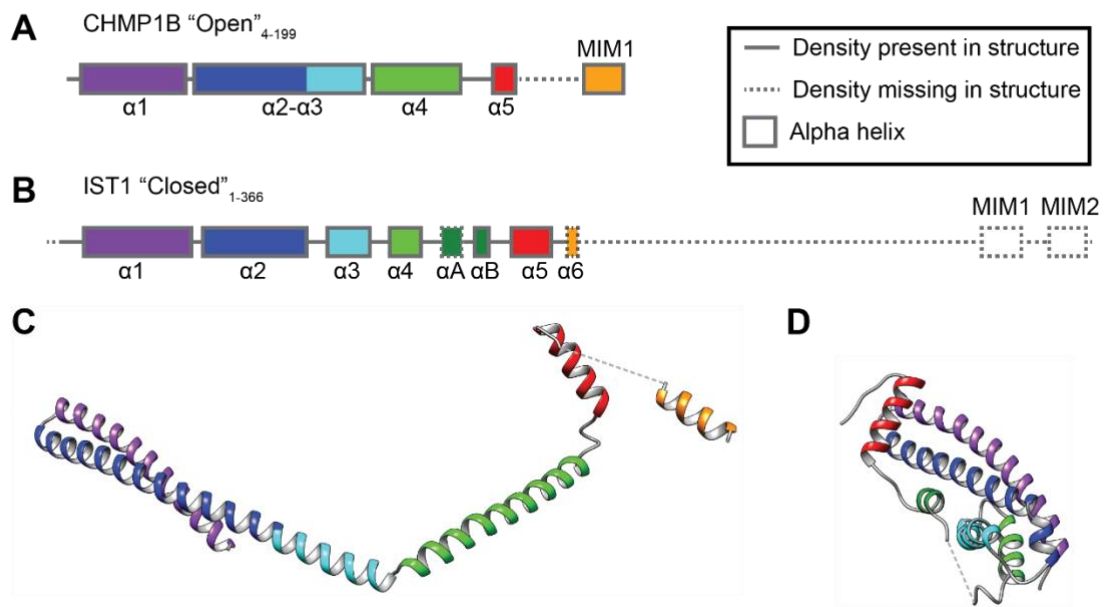 A CHMP1B “Open”4-199
MIM1
α1 α2-α3 α4 α5
Density present in structure
Density missing in structure
Alpha helix
B IST1 “Closed”1-366
MIM1 MIM2
α1 α2 α3 α4 αA αB α5 α6
C
D